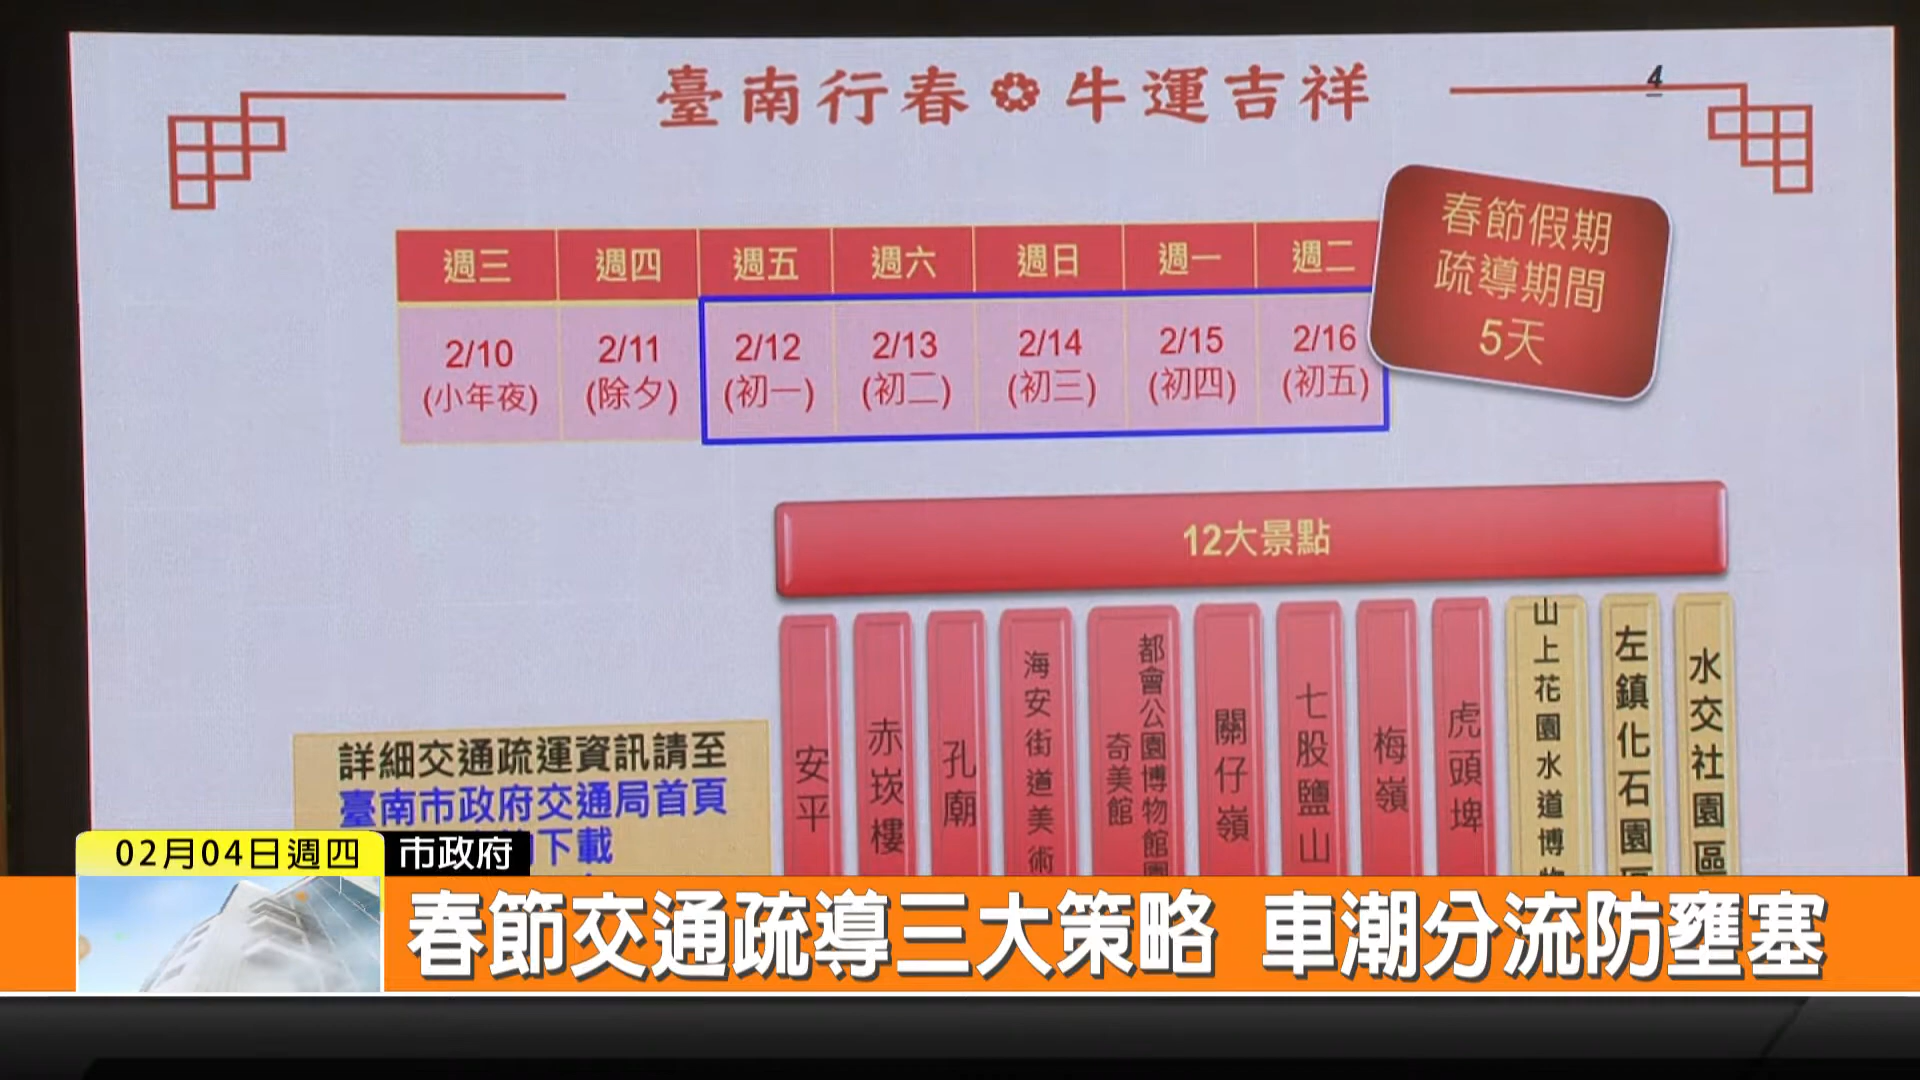 臺南行春 牛運吉祥
4
週三 週四 週五 週六 週日 週一 週二
2/10 2/11 2/12 2/13 2/14 2/15 2/16
(小年夜) (除夕) (初一) (初二) (初三) (初四) (初五)
春節假期
疏導期間
5天
12大景點
安平
赤崁樓
孔廟
海安街道美術
都會公園博物館園
奇美館
關仔嶺
七股鹽山
梅嶺
虎頭埤
山上花園水道博物
左鎮化石園區
水交社園區
詳細交通疏運資訊請至
臺南市政府交通局首頁
下載
02月04日週四
市政府
春節交通疏導三大策略 車潮分流防壅塞